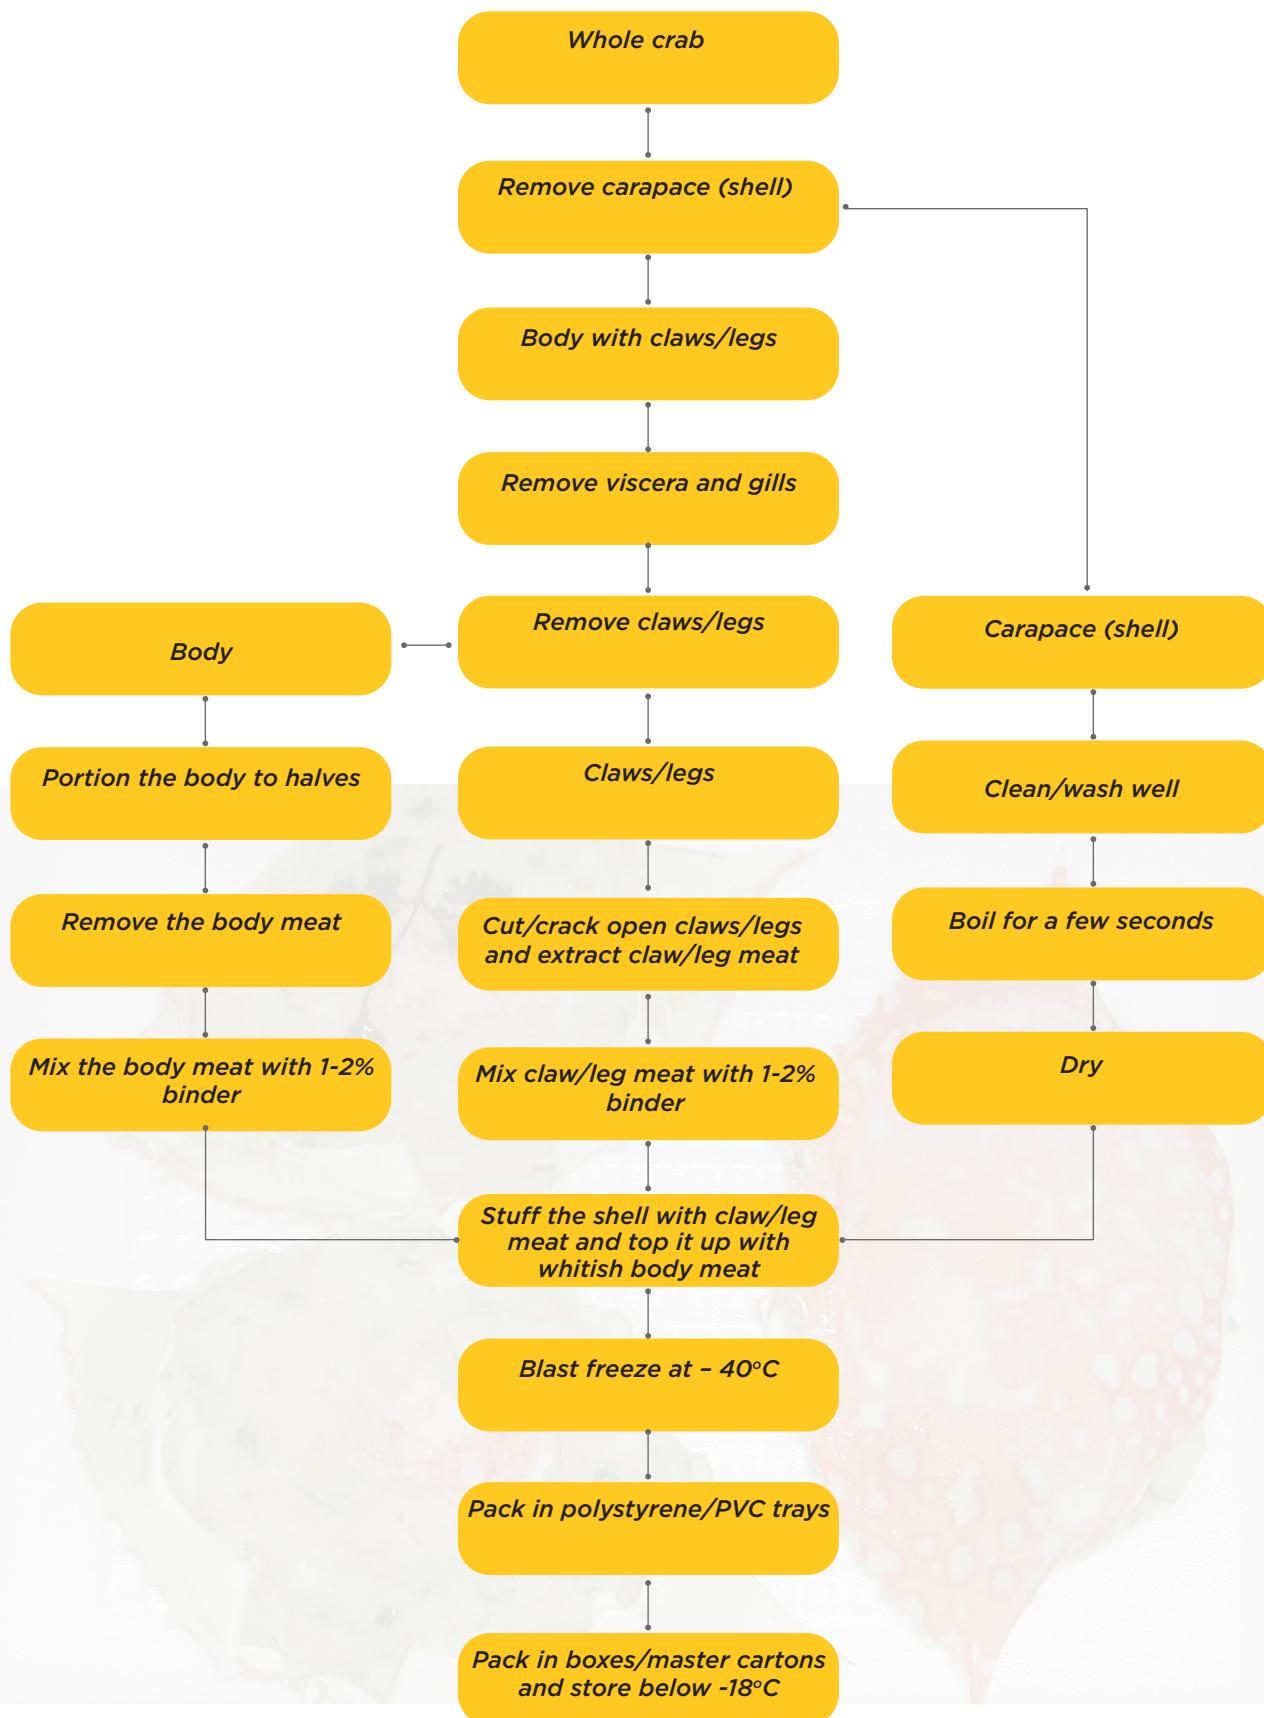 Whole crab
Remove carapace (shell)
Body with claws/legs
Remove viscera and gills
Remove claws/legs
Body
Portion the body to halves
Remove the body meat
Mix the body meat with 1-2%
binder
Claws/legs
Cut/crack open claws/legs
and extract claw/leg meat
Mix claw/leg meat with 1-2%
binder
Carapace (shell)
Clean/wash well
Boil for a few seconds
Dry
Stuff the shell with claw/leg
meat and top it up with
whitish body meat
Blast freeze at – 40°C
Pack in polystyrene/PVC trays
Pack in boxes/master cartons
and store below -18°C